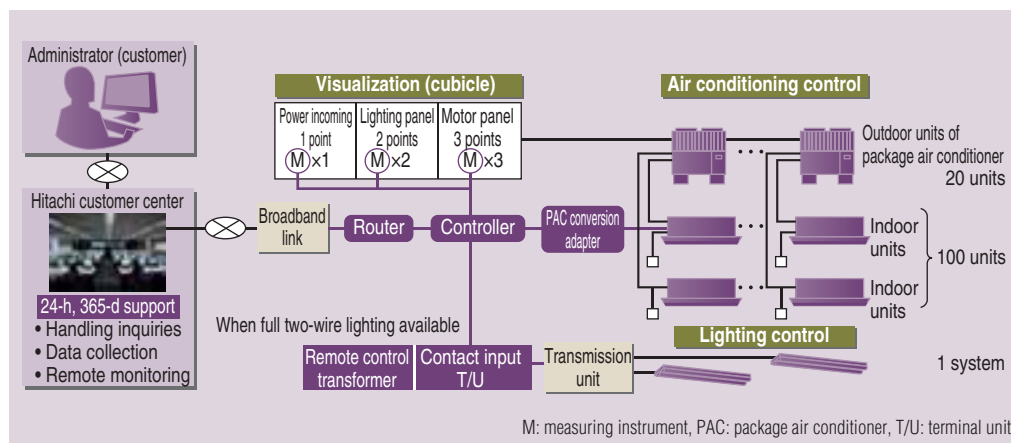 Administrator (customer)
Hitachi customer center
24-h, 365-d support
• Handling inquiries
• Data collection
• Remote monitoring
Visualization (cubicle)
Power incoming
1 point
M×1
Lighting panel
2 points
M×2
Motor panel
3 points
M×3
Broadband
link
Router
Controller
PAC conversion
adapter
Air conditioning control
Outdoor units of
package air conditioner
20 units
Indoor
units
100 units
Indoor
units
When full two-wire lighting available
Remote control
transformer
Contact input
T/U
Transmission
unit
Lighting control
1 system
M: measuring instrument, PAC: package air conditioner, T/U: terminal unit